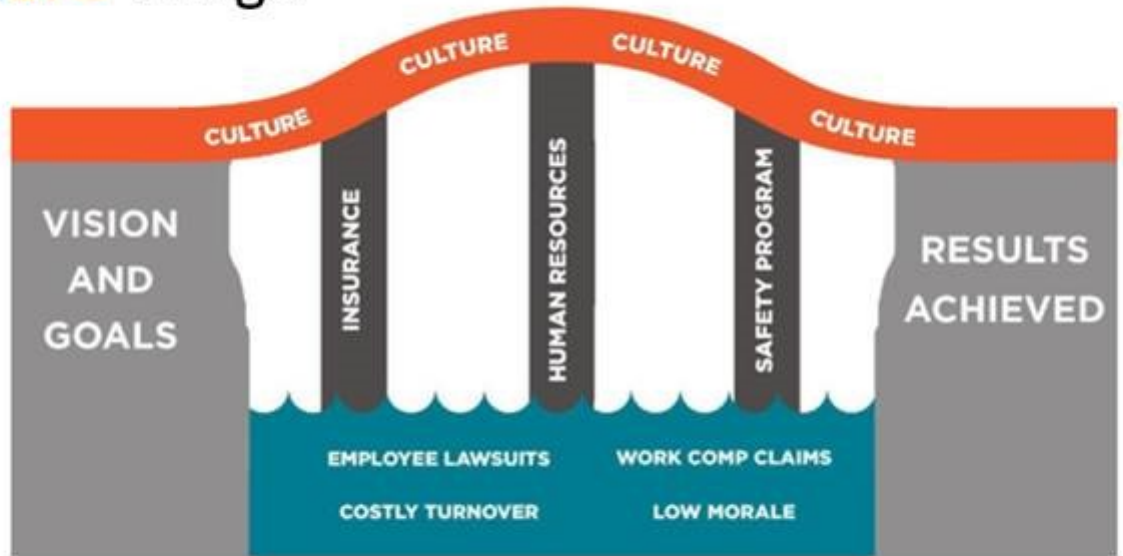 CULTURE
CULTURE
CULTURE
CULTURE
VISION
AND
GOALS
INSURANCE
HUMAN RESOURCES
SAFETY PROGRAM
RESULTS
ACHIEVED
EMPLOYEE LAWSUITS
WORK COMP CLAIMS
COSTLY TURNOVER
LOW MORALE